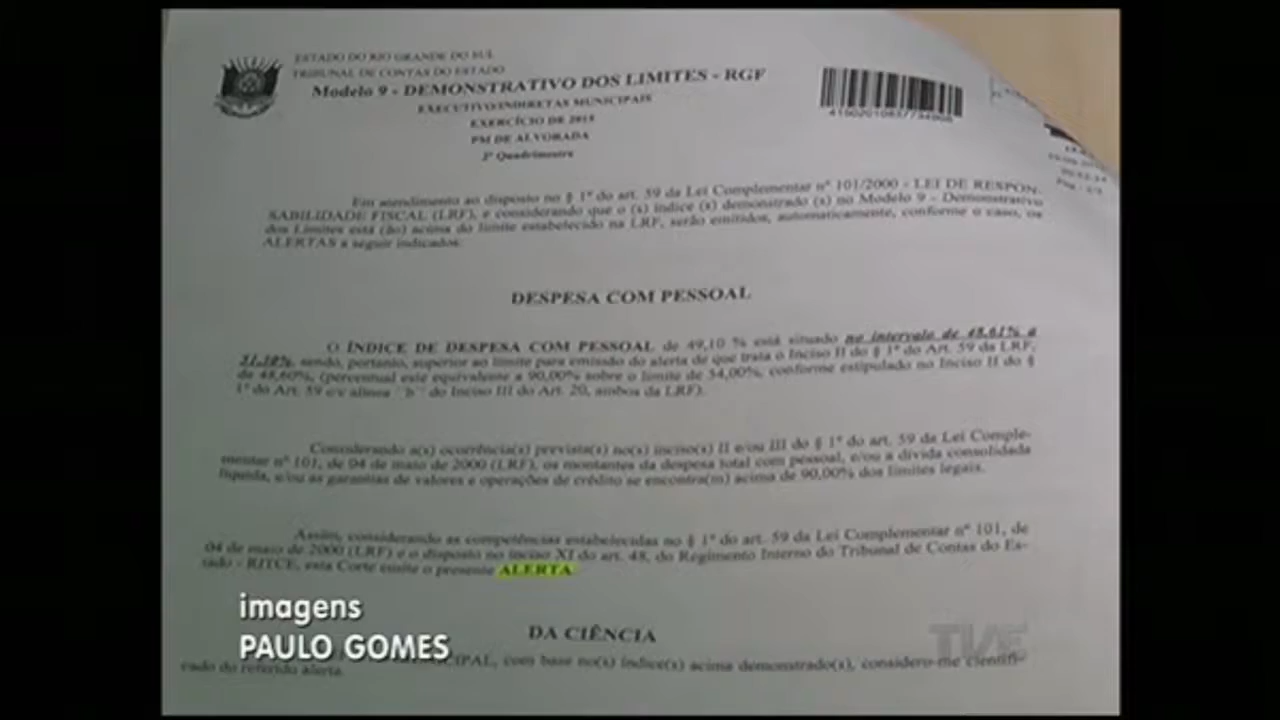 ESTADO DO RIO GRANDE DO SUL
TRIBUNAL DE CONTAS DO ESTADO
Modelo 9 - DEMONSTRATIVO DOS LIMITES - RGF
EXECUTIVO/INDIRETAS MUNICIPAIS
EXERCÍCIO DE 2015
PM DE ALVORADA
2º Quadrimestre
Em atendimento ao disposto no § 1º do art. 59 da Lei Complementar nº 101/2000 - LEI DE RESPON-
SABILIDADE FISCAL (LRF), e considerando que o (s) índice (s) demonstrado (s) no Modelo 9 - Demonstrativo
dos Limites está (ão) acima do limite estabelecido na LRF, serão emitidos, automaticamente, conforme o caso, os
ALERTAS a seguir indicados:
DESPESA COM PESSOAL
O ÍNDICE DE DESPESA COM PESSOAL de 49,10 % está situado no intervalo de 48,61% a
51,30%, sendo, portanto, superior ao limite para emissão do alerta de que trata o Inciso II do § 1º do Art. 59 da LRF,
de 48,60%, (percentual este equivalente a 90,00% sobre o limite de 54,00%, conforme estipulado no Inciso II do §
1º do Art. 59 c/c alínea "b" do Inciso III do Art. 20, ambos da LRF).
Considerando a(s) ocorrência(s) prevista(s) no(s) inciso(s) II e/ou III do § 1º do art. 59 da Lei Comple-
mentar nº 101, de 04 de maio de 2000 (LRF), os montantes da despesa total com pessoal, e/ou a dívida consolidada
líquida, e/ou as garantias de valores e operações de crédito se encontra(m) acima de 90,00% dos limites legais.
Assim, considerando as competências estabelecidas no § 1º do art. 59 da Lei Complementar nº 101, de
04 de maio de 2000 (LRF) e o disposto no inciso XI do art. 48, do Regimento Interno do Tribunal de Contas do Es-
tado - RITCE, esta Corte emite o presente ALERTA.
imagens
DA CIÊNCIA
PAULO GOMES
TVE
MUNICIPAL, com base no(s) índice(s) acima demonstrado(s), considero-me cientifi-
cado do referido alerta.